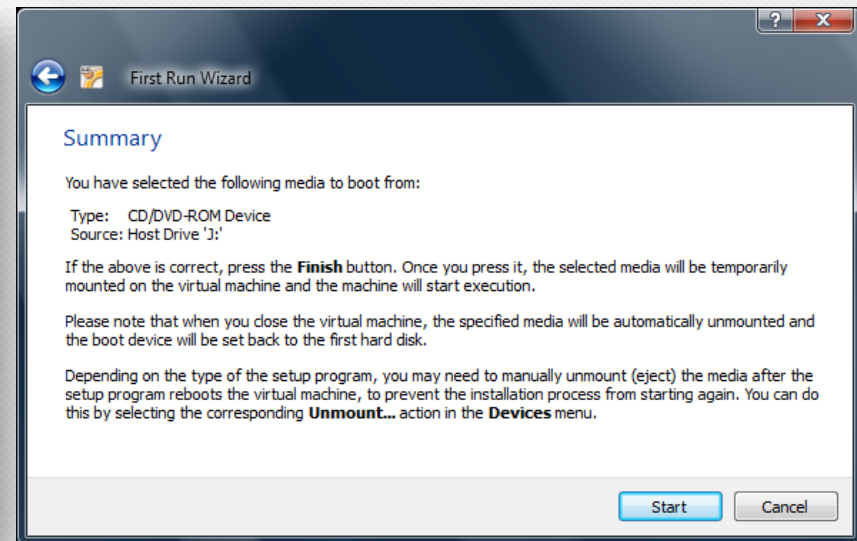 First Run Wizard
Summary
You have selected the following media to boot from:
Type: CD/DVD-ROM Device
Source: Host Drive 'J:'
If the above is correct, press the Finish button. Once you press it, the selected media will be temporarily
mounted on the virtual machine and the machine will start execution.
Please note that when you close the virtual machine, the specified media will be automatically unmounted and
the boot device will be set back to the first hard disk.
Depending on the type of the setup program, you may need to manually unmount (eject) the media after the
setup program reboots the virtual machine, to prevent the installation process from starting again. You can do
this by selecting the corresponding Unmount... action in the Devices menu.
Start Cancel